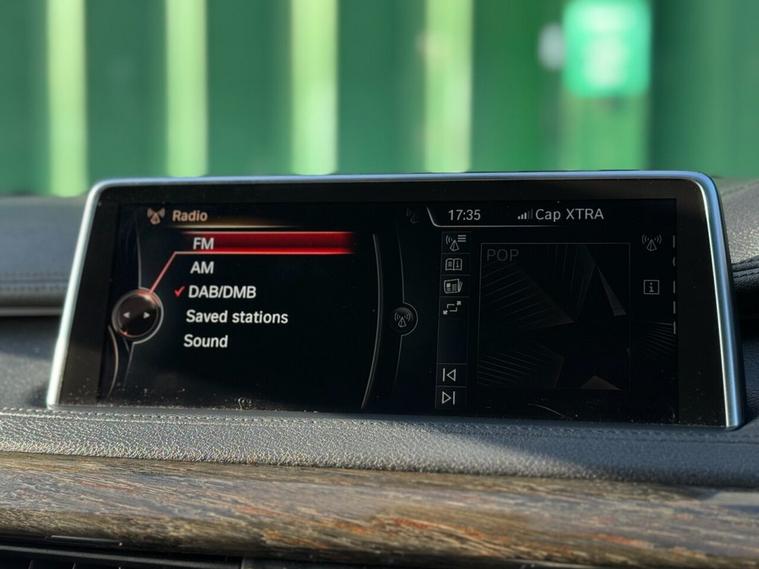 Radio
17:35
Cap XTRA
FM
AM
DAB/DMB
Saved stations
Sound
POP